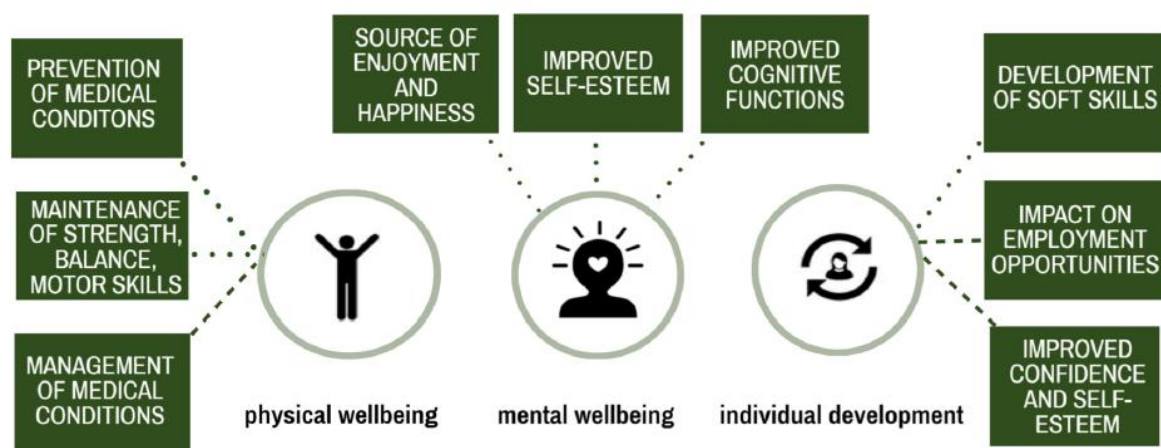 PREVENTION
OF MEDICAL
CONDITONS
MAINTENANCE
OF STRENGTH,
BALANCE,
MOTOR SKILLS
MANAGEMENT
OF MEDICAL
CONDITIONS
physical wellbeing
SOURCE OF
ENJOYMENT
AND
HAPPINESS
IMPROVED
SELF-ESTEEM
IMPROVED
COGNITIVE
FUNCTIONS
mental wellbeing
DEVELOPMENT
OF SOFT SKILLS
IMPACT ON
EMPLOYMENT
OPPORTUNITIES
IMPROVED
CONFIDENCE
AND SELF-
ESTEEM
individual development